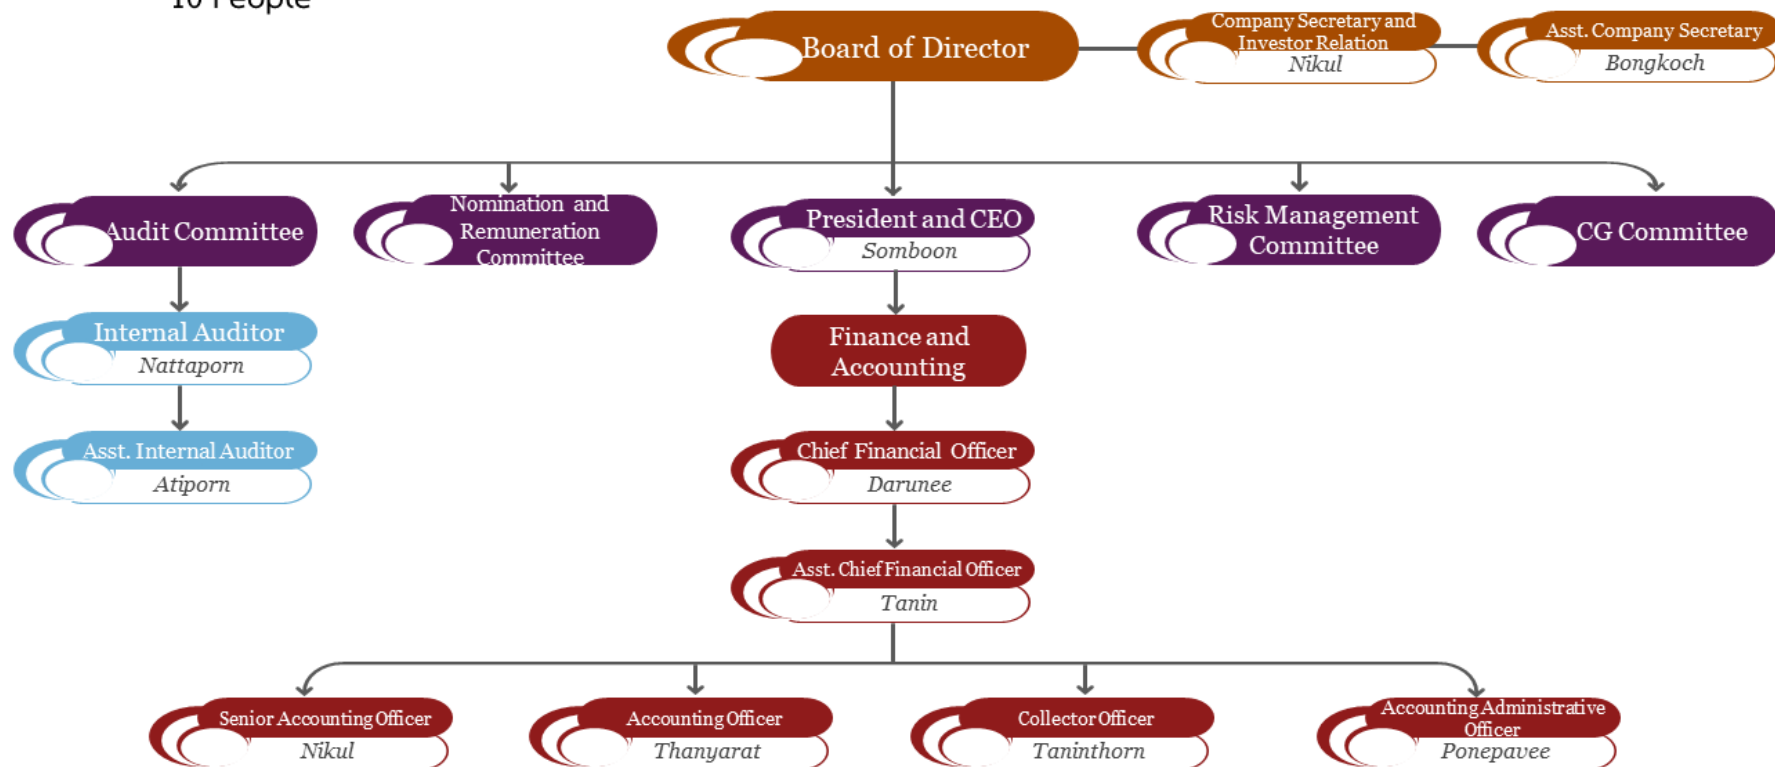 10 People
Board of Director
Company Secretary and
Investor Relation
Nikul
Asst. Company Secretary
Bongkoch
Audit Committee
Nomination and
Remuneration
Committee
President and CEO
Somboon
Risk Management
Committee
CG Committee
Internal Auditor
Nattaporn
Finance and
Accounting
Asst. Internal Auditor
Atiporn
Chief Financial Officer
Darunee
Asst. Chief Financial Officer
Tanin
Senior Accounting Officer
Nikul
Accounting Officer
Thanyarat
Collector Officer
Taninthorn
Accounting Administrative
Officer
Ponepavee